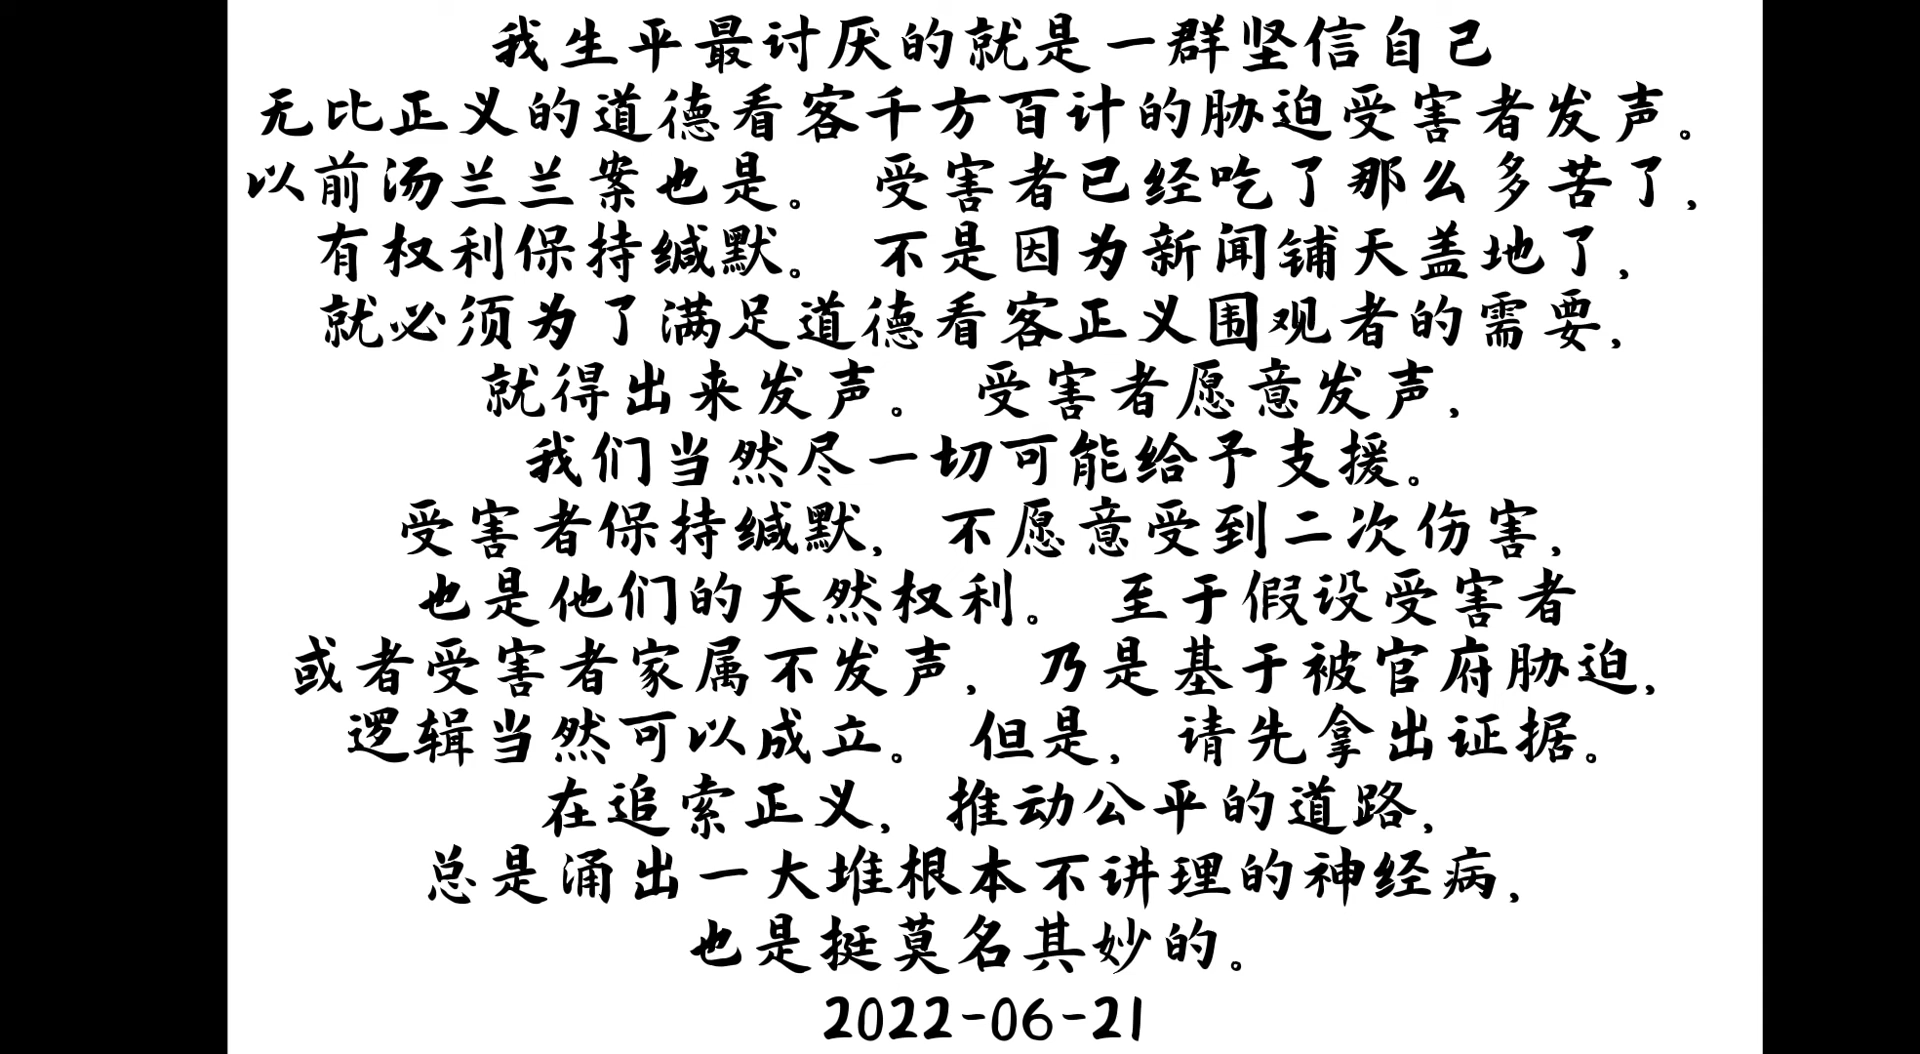 我生平最讨厌的就是一群坚信自己
无比正义的道德看客千方百计的胁迫受害者发声。
以前汤兰兰案也是。 受害者已经吃了那么多苦了,
有权利保持缄默。 不是因为新闻铺天盖地了,
就必须为了满足道德看客正义围观者的需要,
就得出来发声。 受害者愿意发声,
我们当然尽一切可能给予支援。
受害者保持缄默, 不愿意受到二次伤害,
也是他们的天然权利。 至于假设受害者
或者受害者家属不发声, 乃是基于被官府胁迫,
逻辑当然可以成立。 但是, 请先拿出证据。
在追索正义, 推动公平的道路,
总是涌出一大堆根本不讲理的神经病,
也是挺莫名其妙的。
2022-06-21